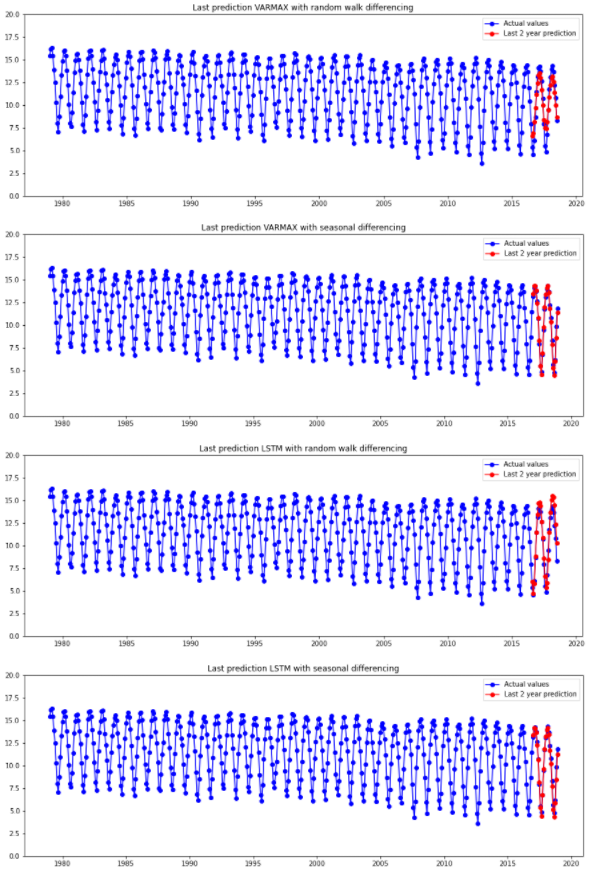 Last prediction VARMAX with random walk differencing
20.0
17.5
15.0
12.5
10.0
7.5
5.0
2.5
0.0
Actual values
Last 2 year prediction
1980 1985 1990 1995 2000 2005 2010 2015 2020
Last prediction VARMAX with seasonal differencing
20.0
17.5
15.0
12.5
10.0
7.5
5.0
2.5
0.0
Actual values
Last 2 year prediction
1980 1985 1990 1995 2000 2005 2010 2015 2020
Last prediction LSTM with random walk differencing
20.0
17.5
15.0
12.5
10.0
7.5
5.0
2.5
0.0
Actual values
Last 2 year prediction
1980 1985 1990 1995 2000 2005 2010 2015 2020
Last prediction LSTM with seasonal differencing
20.0
17.5
15.0
12.5
10.0
7.5
5.0
2.5
0.0
Actual values
Last 2 year prediction
1980 1985 1990 1995 2000 2005 2010 2015 2020